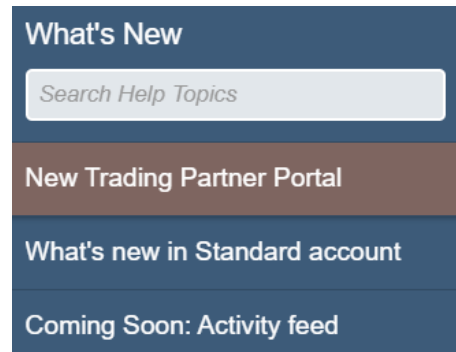 What's New
Search Help Topics
New Trading Partner Portal
What's new in Standard account
Coming Soon: Activity feed